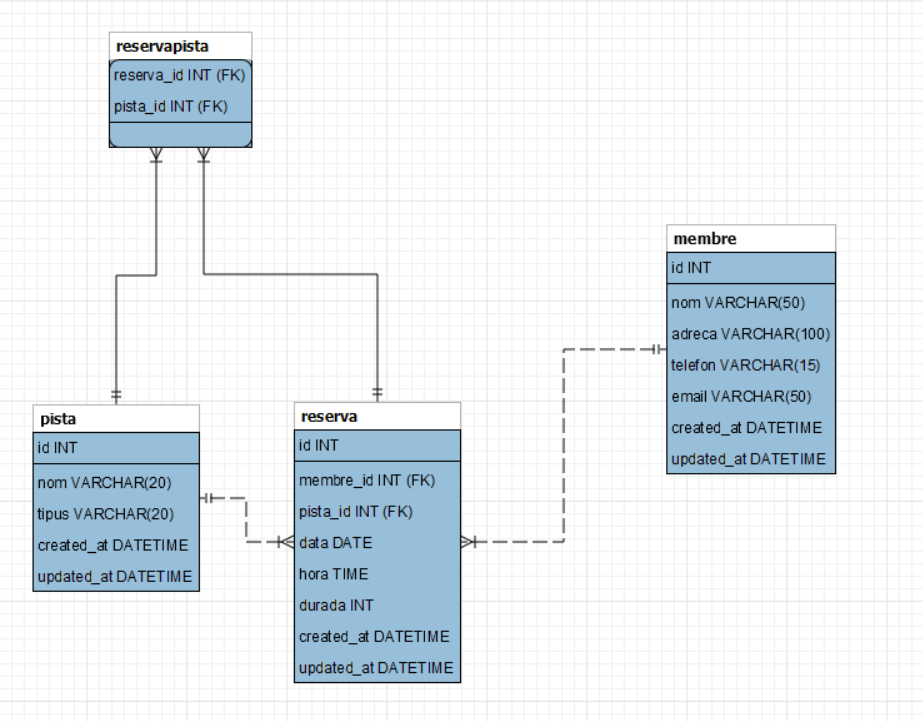 reservapista
reserva_id INT (FK)
pista_id INT (FK)
membre
id INT
nom VARCHAR(50)
adreca VARCHAR(100)
telefon VARCHAR(15)
email VARCHAR(50)
created_at DATETIME
updated_at DATETIME
pista
id INT
nom VARCHAR(20)
tipus VARCHAR(20)
created_at DATETIME
updated_at DATETIME
reserva
id INT
membre_id INT (FK)
pista_id INT (FK)
data DATE
hora TIME
durada INT
created_at DATETIME
updated_at DATETIME